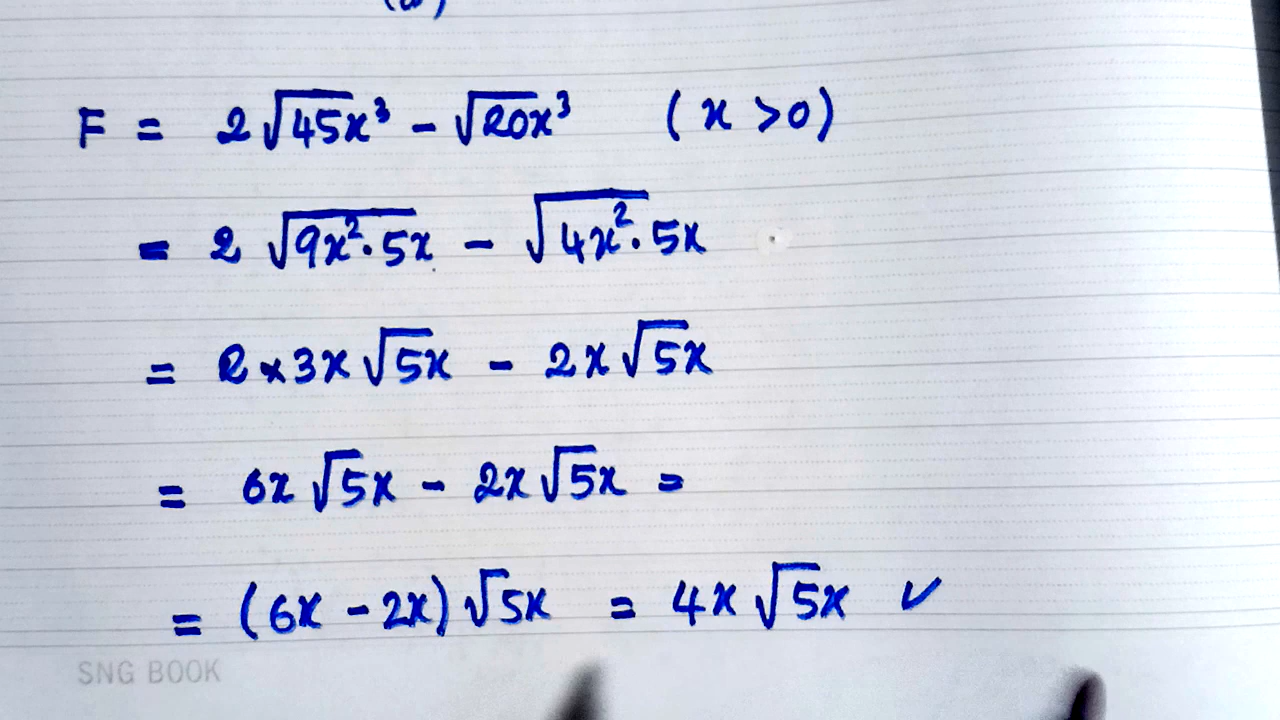 F = 2√45x³ - √20x³ (x > 0)
= 2 √9x²·5x - √4x²·5x
= 2 × 3x √5x - 2x √5x
= 6x √5x - 2x √5x =
= (6x - 2x) √5x = 4x √5x ✓
SNG BOOK